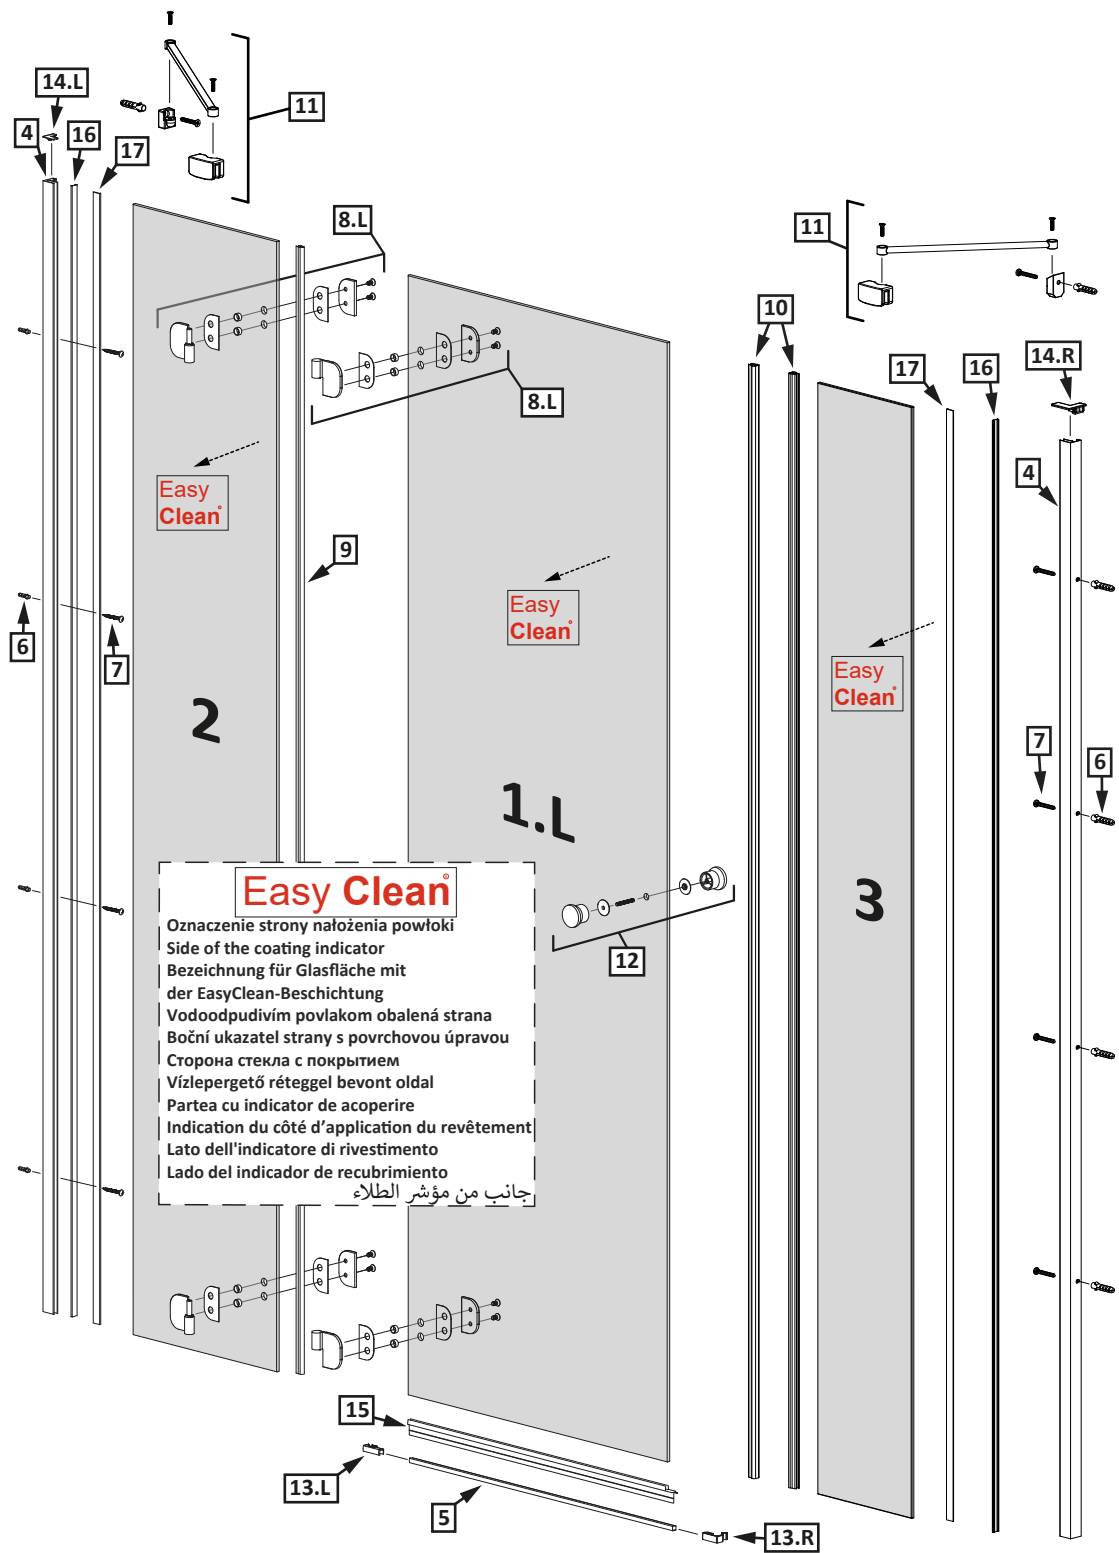 14.L
4
16
17
11
8.L
8.L
11
10
17
16
14.R
4
Easy
Clean
9
Easy
Clean
Easy
Clean
6
7
2
1.L
7
6
3
12
Easy Clean
Oznaczenie strony nałożenia powłoki
Side of the coating indicator
Bezeichnung für Glasfläche mit
der EasyClean-Beschichtung
Vodoodpudivím povlakom obalená strana
Boční ukazatel strany s povrchovou úpravou
Сторона стекла с покрытием
Vízlepergető réteggel bevont oldal
Partea cu indicator de acoperire
Indication du côté d’application du revêtement
Lato dell'indicatore di rivestimento
Lado del indicador de recubrimiento
جانب من مؤشر الطلاء
15
13.L
5
13.R